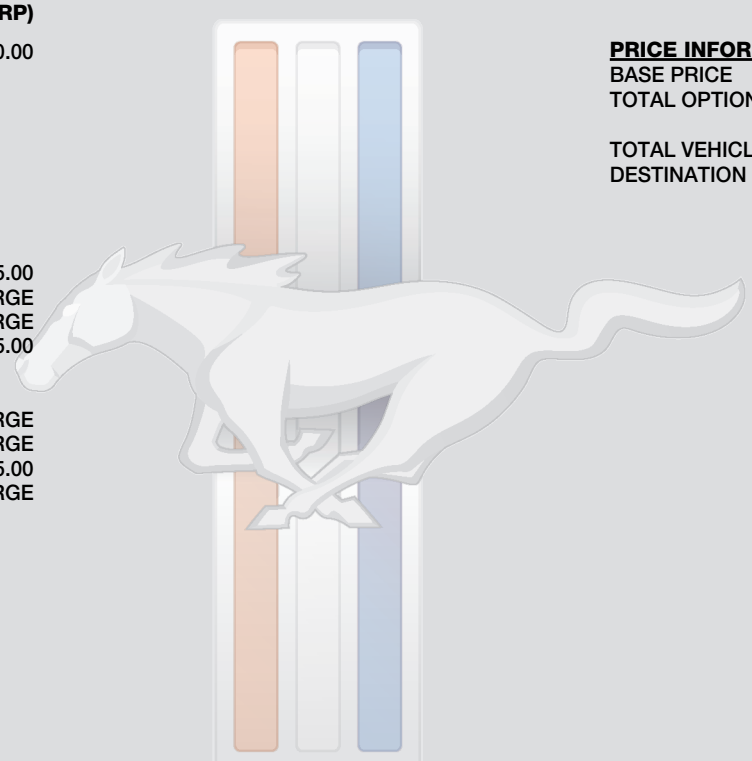 RP)
0.00
5.00
RGE
RGE
5.00
RGE
RGE
5.00
RGE
PRICE INFOR
BASE PRICE
TOTAL OPTION
TOTAL VEHICL
DESTINATION